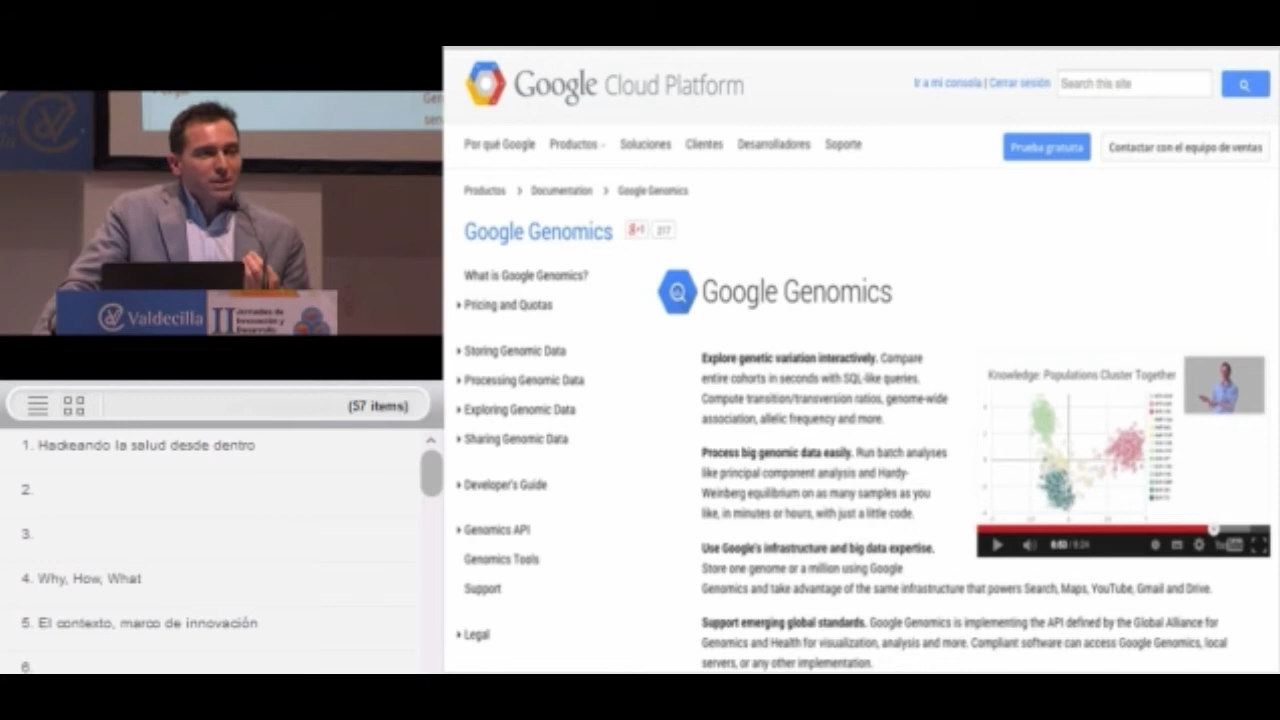 Valdecilla
II
Jornadas de
Innovación y
Desarrollo
(57 items)
1. Hackeando la salud desde dentro
2.
3.
4. Why, How, What
5. El contexto, marco de innovación
6.
Google Cloud Platform
Ir a mi consola | Cerrar sesión
Search this site
Por qué Google Productos Soluciones Clientes Desarrolladores Soporte
Prueba gratuita
Contactar con el equipo de ventas
Productos > Documentation > Google Genomics
Google Genomics
g+1 217
What is Google Genomics?
Pricing and Quotas
Storing Genomic Data
Processing Genomic Data
Exploring Genomic Data
Sharing Genomic Data
Developer's Guide
Genomics API
Genomics Tools
Support
Legal
Google Genomics
Explore genetic variation interactively. Compare
entire cohorts in seconds with SQL-like queries.
Compute transition/transversion ratios, genome-wide
association, allelic frequency and more.
Process big genomic data easily. Run batch analyses
like principal component analysis and Hardy-
Weinberg equilibrium on as many samples as you
like, in minutes or hours, with just a little code.
Use Google's infrastructure and big data expertise.
Store one genome or a million using Google
Genomics and take advantage of the same infrastructure that powers Search, Maps, YouTube, Gmail and Drive.
Support emerging global standards. Google Genomics is implementing the API defined by the Global Alliance for
Genomics and Health for visualization, analysis and more. Compliant software can access Google Genomics, local
servers, or any other implementation.
Knowledge: Populations Cluster Together